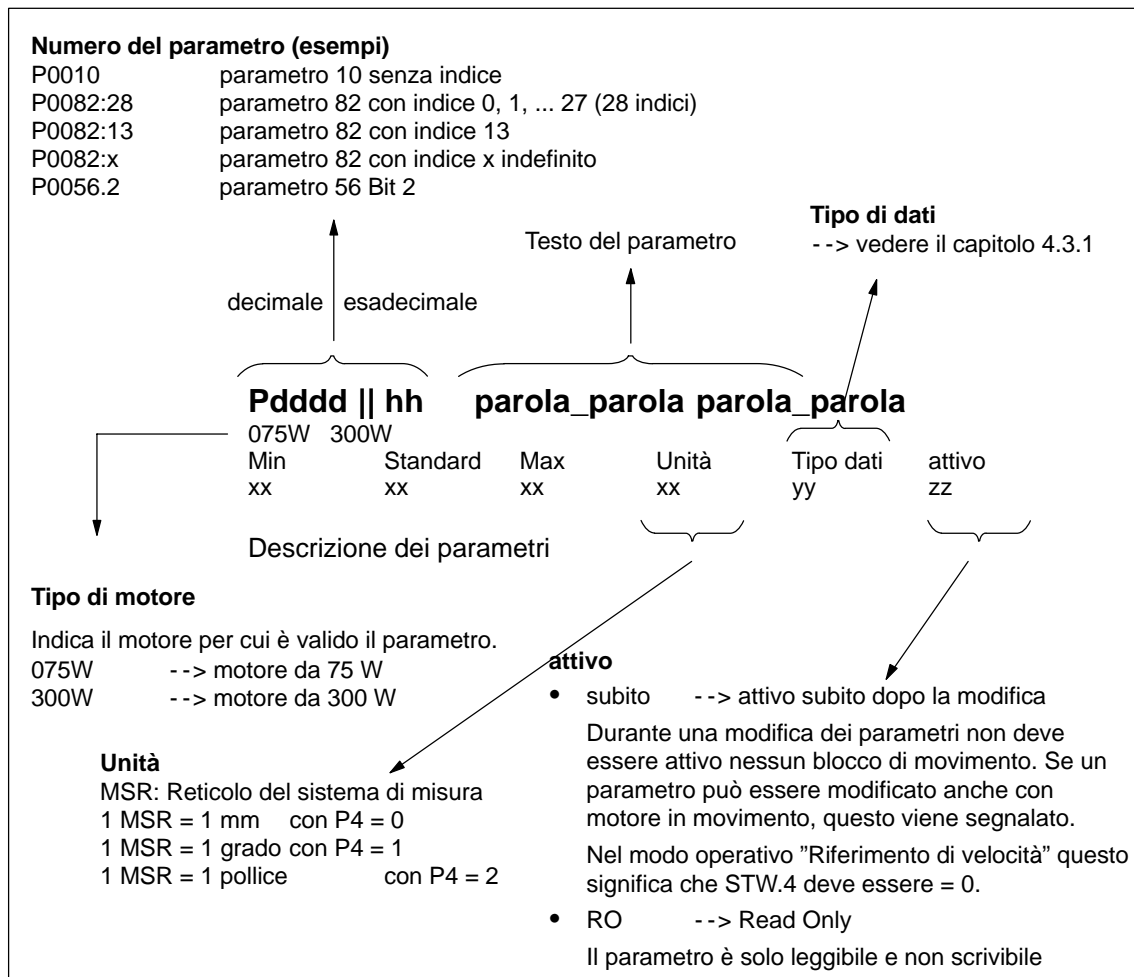 Numero del parametro (esempi)
P0010 parametro 10 senza indice
P0082:28 parametro 82 con indice 0, 1, ... 27 (28 indici)
P0082:13 parametro 82 con indice 13
P0082:x parametro 82 con indice x indefinito
P0056.2 parametro 56 Bit 2
Tipo di dati
--> vedere il capitolo 4.3.1
Testo del parametro
decimale esadecimale
Pdddd || hh parola_parola parola_parola
075W 300W
Min Standard Max Unità Tipo dati attivo
xx xx xx xx yy zz
Descrizione dei parametri
Tipo di motore
Indica il motore per cui è valido il parametro.
075W --> motore da 75 W
300W --> motore da 300 W
Unità
MSR: Reticolo del sistema di misura
1 MSR = 1 mm con P4 = 0
1 MSR = 1 grado con P4 = 1
1 MSR = 1 pollice con P4 = 2
attivo
• subito --> attivo subito dopo la modifica
Durante una modifica dei parametri non deve
essere attivo nessun blocco di movimento. Se un
parametro può essere modificato anche con
motore in movimento, questo viene segnalato.
Nel modo operativo ”Riferimento di velocità” questo
significa che STW.4 deve essere = 0.
• RO --> Read Only
Il parametro è solo leggibile e non scrivibile